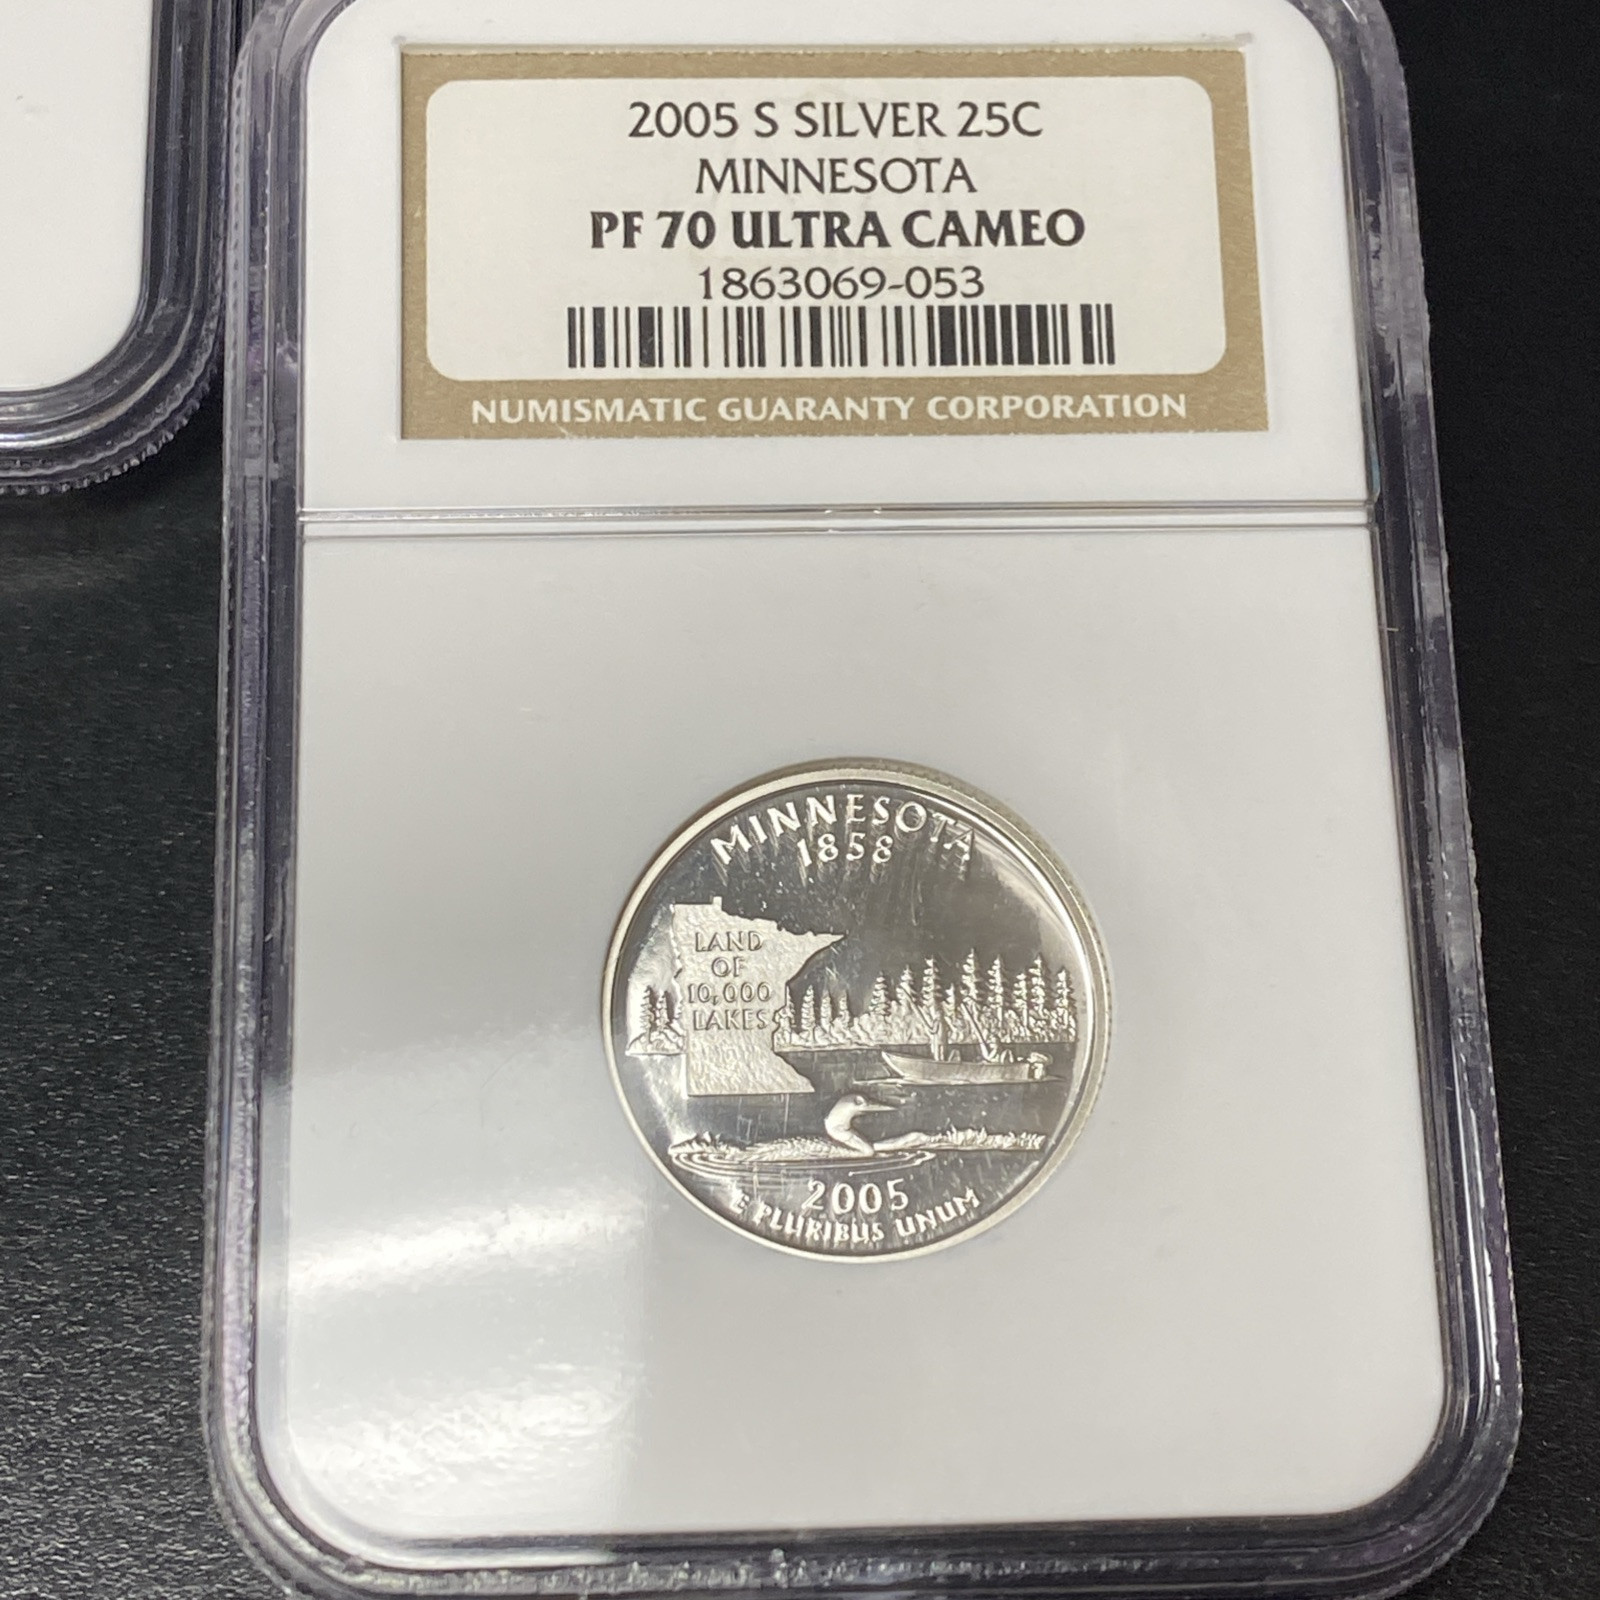 2005 S SILVER 25C
MINNESOTA
PF 70 ULTRA CAMEO
1863069-053
NUMISMATIC GUARANTY CORPORATION
MINNESOTA
1858
LAND
OF
10,000
LAKES
2005
E PLURIBUS UNUM